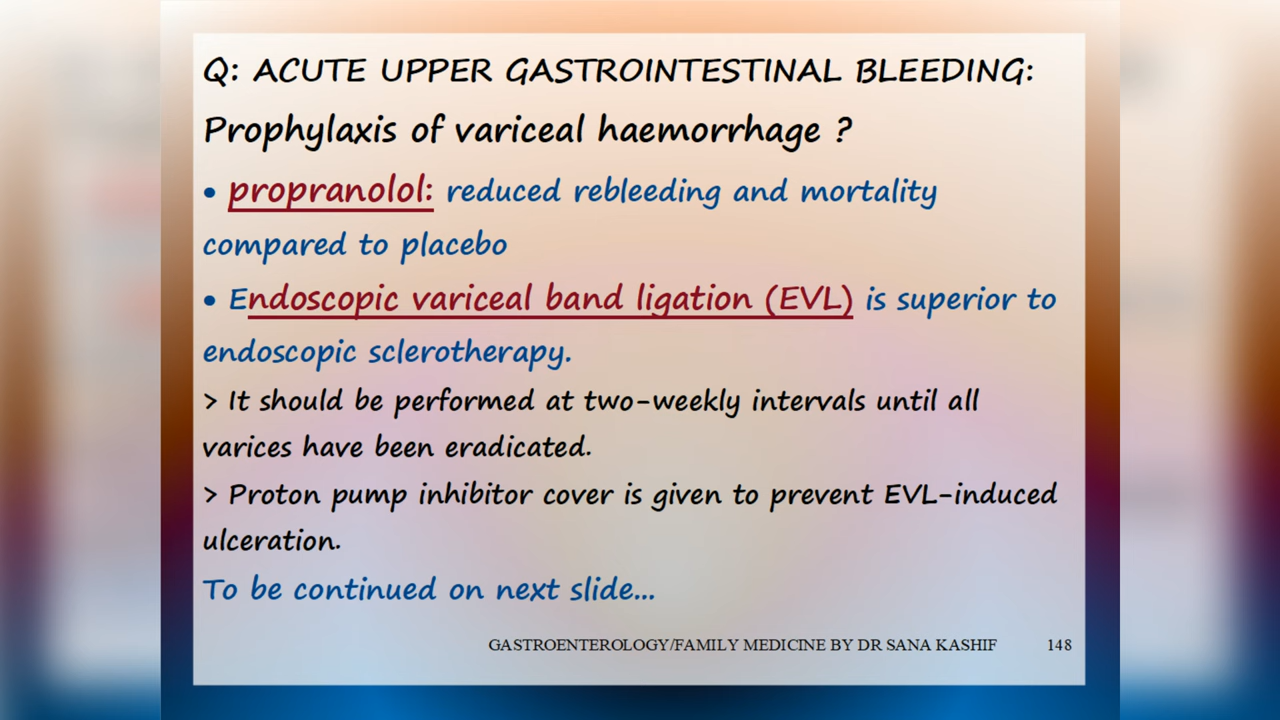 Q: ACUTE UPPER GASTROINTESTINAL BLEEDING:
Prophylaxis of variceal haemorrhage ?
• propranolol: reduced rebleeding and mortality
compared to placebo
• Endoscopic variceal band ligation (EVL) is superior to
endoscopic sclerotherapy.
> It should be performed at two-weekly intervals until all
varices have been eradicated.
> Proton pump inhibitor cover is given to prevent EVL-induced
ulceration.
To be continued on next slide...
GASTROENTEROLOGY/FAMILY MEDICINE BY DR SANA KASHIF 148